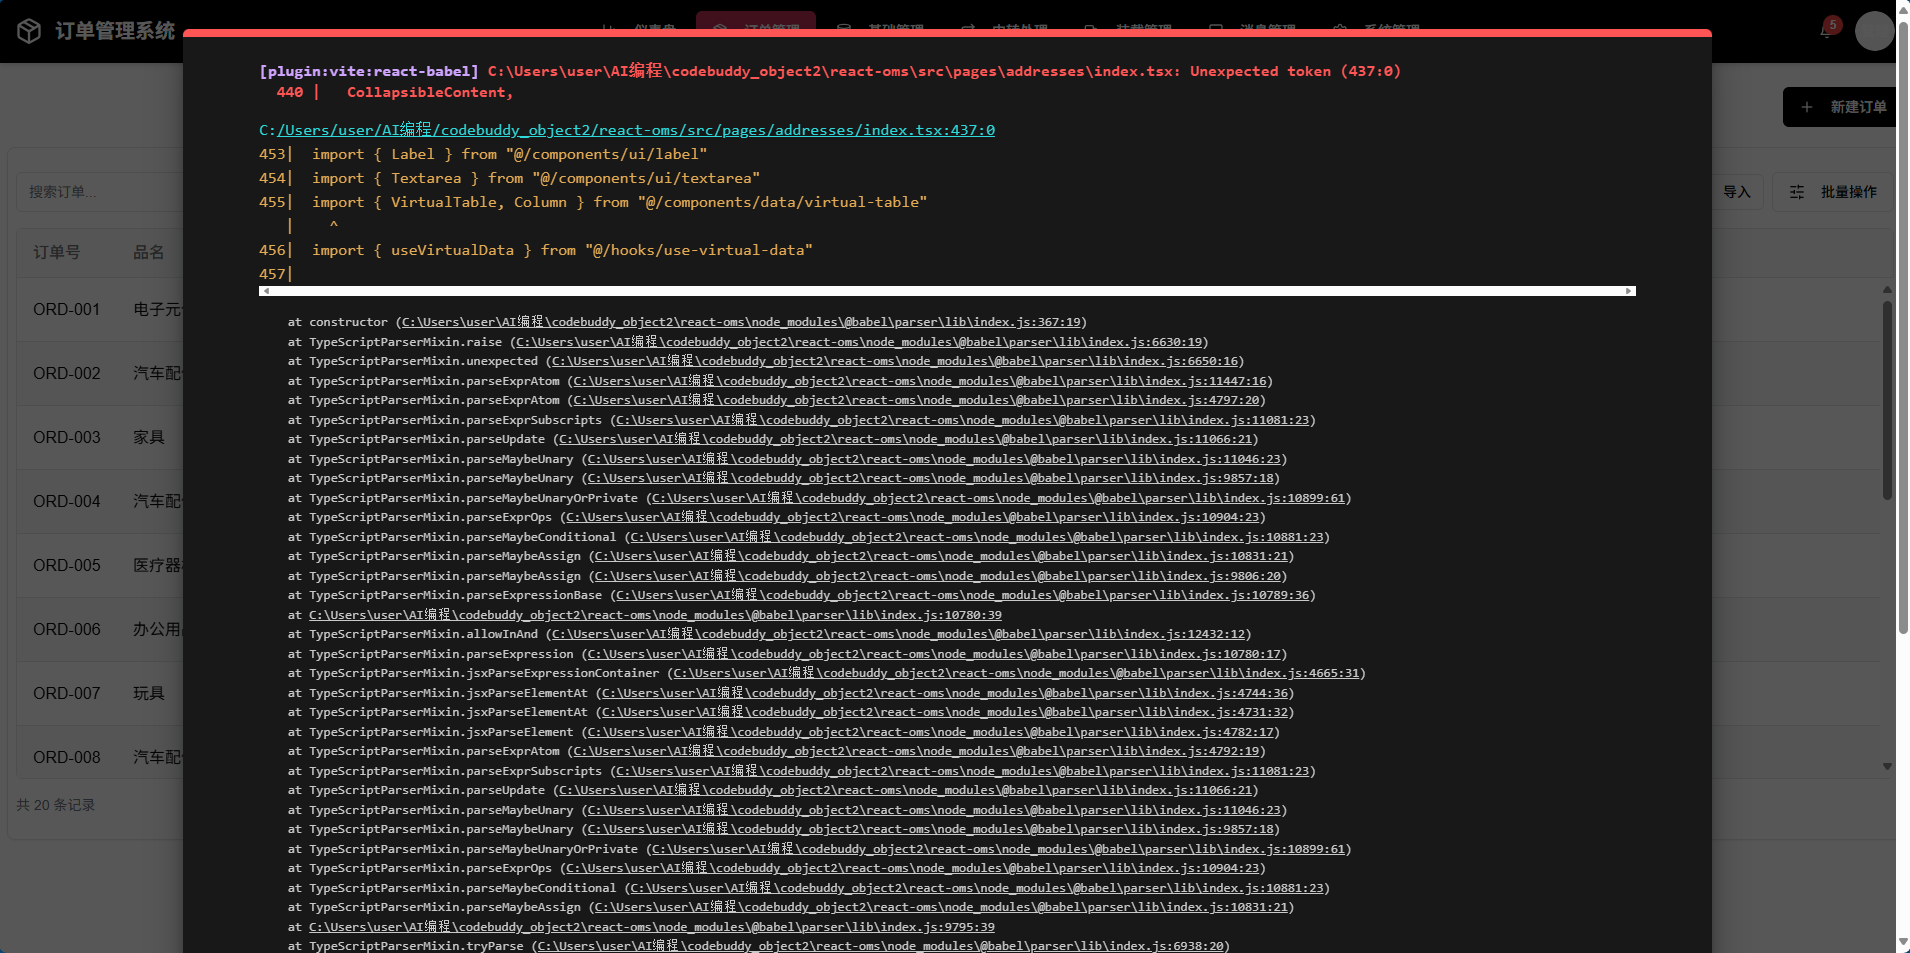 订单管理系统
仪表盘
订单管理
基础管理
中转处理
装载管理
消息管理
系统管理
5
[plugin:vite:react-babel] C:\Users\user\AI编程\codebuddy_object2\react-oms\src\pages\addresses\index.tsx: Unexpected token (437:0)
440 |   CollapsibleContent,
新建订单
C:/Users/user/AI编程/codebuddy_object2/react-oms/src/pages/addresses/index.tsx:437:0
453|  import { Label } from "@/components/ui/label"
454|  import { Textarea } from "@/components/ui/textarea"
搜索订单...
导入
批量操作
455|  import { VirtualTable, Column } from "@/components/data/virtual-table"
   |    ^
456|  import { useVirtualData } from "@/hooks/use-virtual-data"
457|
订单号
品名
ORD-001
电子元
at constructor (C:\Users\user\AI编程\codebuddy_object2\react-oms\node_modules\@babel\parser\lib\index.js:367:19)
at TypeScriptParserMixin.raise (C:\Users\user\AI编程\codebuddy_object2\react-oms\node_modules\@babel\parser\lib\index.js:6630:19)
at TypeScriptParserMixin.unexpected (C:\Users\user\AI编程\codebuddy_object2\react-oms\node_modules\@babel\parser\lib\index.js:6650:16)
ORD-002
汽车配
at TypeScriptParserMixin.parseExprAtom (C:\Users\user\AI编程\codebuddy_object2\react-oms\node_modules\@babel\parser\lib\index.js:11447:16)
at TypeScriptParserMixin.parseExprAtom (C:\Users\user\AI编程\codebuddy_object2\react-oms\node_modules\@babel\parser\lib\index.js:4797:20)
at TypeScriptParserMixin.parseExprSubscripts (C:\Users\user\AI编程\codebuddy_object2\react-oms\node_modules\@babel\parser\lib\index.js:11081:23)
at TypeScriptParserMixin.parseUpdate (C:\Users\user\AI编程\codebuddy_object2\react-oms\node_modules\@babel\parser\lib\index.js:11066:21)
ORD-003
家具
at TypeScriptParserMixin.parseMaybeUnary (C:\Users\user\AI编程\codebuddy_object2\react-oms\node_modules\@babel\parser\lib\index.js:11046:23)
at TypeScriptParserMixin.parseMaybeUnary (C:\Users\user\AI编程\codebuddy_object2\react-oms\node_modules\@babel\parser\lib\index.js:9857:18)
at TypeScriptParserMixin.parseMaybeUnaryOrPrivate (C:\Users\user\AI编程\codebuddy_object2\react-oms\node_modules\@babel\parser\lib\index.js:10899:61)
ORD-004
汽车配
at TypeScriptParserMixin.parseExprOps (C:\Users\user\AI编程\codebuddy_object2\react-oms\node_modules\@babel\parser\lib\index.js:10904:23)
at TypeScriptParserMixin.parseMaybeConditional (C:\Users\user\AI编程\codebuddy_object2\react-oms\node_modules\@babel\parser\lib\index.js:10881:23)
at TypeScriptParserMixin.parseMaybeAssign (C:\Users\user\AI编程\codebuddy_object2\react-oms\node_modules\@babel\parser\lib\index.js:10831:21)
ORD-005
医疗器
at TypeScriptParserMixin.parseMaybeAssign (C:\Users\user\AI编程\codebuddy_object2\react-oms\node_modules\@babel\parser\lib\index.js:9806:20)
at TypeScriptParserMixin.parseExpressionBase (C:\Users\user\AI编程\codebuddy_object2\react-oms\node_modules\@babel\parser\lib\index.js:10789:36)
at C:\Users\user\AI编程\codebuddy_object2\react-oms\node_modules\@babel\parser\lib\index.js:10780:39
ORD-006
办公用
at TypeScriptParserMixin.allowInAnd (C:\Users\user\AI编程\codebuddy_object2\react-oms\node_modules\@babel\parser\lib\index.js:12432:12)
at TypeScriptParserMixin.parseExpression (C:\Users\user\AI编程\codebuddy_object2\react-oms\node_modules\@babel\parser\lib\index.js:10780:17)
at TypeScriptParserMixin.jsxParseExpressionContainer (C:\Users\user\AI编程\codebuddy_object2\react-oms\node_modules\@babel\parser\lib\index.js:4665:31)
ORD-007
玩具
at TypeScriptParserMixin.jsxParseElementAt (C:\Users\user\AI编程\codebuddy_object2\react-oms\node_modules\@babel\parser\lib\index.js:4744:36)
at TypeScriptParserMixin.jsxParseElementAt (C:\Users\user\AI编程\codebuddy_object2\react-oms\node_modules\@babel\parser\lib\index.js:4731:32)
at TypeScriptParserMixin.jsxParseElement (C:\Users\user\AI编程\codebuddy_object2\react-oms\node_modules\@babel\parser\lib\index.js:4782:17)
at TypeScriptParserMixin.parseExprAtom (C:\Users\user\AI编程\codebuddy_object2\react-oms\node_modules\@babel\parser\lib\index.js:4792:19)
ORD-008
汽车配
at TypeScriptParserMixin.parseExprSubscripts (C:\Users\user\AI编程\codebuddy_object2\react-oms\node_modules\@babel\parser\lib\index.js:11081:23)
at TypeScriptParserMixin.parseUpdate (C:\Users\user\AI编程\codebuddy_object2\react-oms\node_modules\@babel\parser\lib\index.js:11066:21)
共 20 条记录
at TypeScriptParserMixin.parseMaybeUnary (C:\Users\user\AI编程\codebuddy_object2\react-oms\node_modules\@babel\parser\lib\index.js:11046:23)
at TypeScriptParserMixin.parseMaybeUnary (C:\Users\user\AI编程\codebuddy_object2\react-oms\node_modules\@babel\parser\lib\index.js:9857:18)
at TypeScriptParserMixin.parseMaybeUnaryOrPrivate (C:\Users\user\AI编程\codebuddy_object2\react-oms\node_modules\@babel\parser\lib\index.js:10899:61)
at TypeScriptParserMixin.parseExprOps (C:\Users\user\AI编程\codebuddy_object2\react-oms\node_modules\@babel\parser\lib\index.js:10904:23)
at TypeScriptParserMixin.parseMaybeConditional (C:\Users\user\AI编程\codebuddy_object2\react-oms\node_modules\@babel\parser\lib\index.js:10881:23)
at TypeScriptParserMixin.parseMaybeAssign (C:\Users\user\AI编程\codebuddy_object2\react-oms\node_modules\@babel\parser\lib\index.js:10831:21)
at C:\Users\user\AI编程\codebuddy_object2\react-oms\node_modules\@babel\parser\lib\index.js:9795:39
at TypeScriptParserMixin.tryParse (C:\Users\user\AI编程\codebuddy_object2\react-oms\node_modules\@babel\parser\lib\index.js:6938:20)